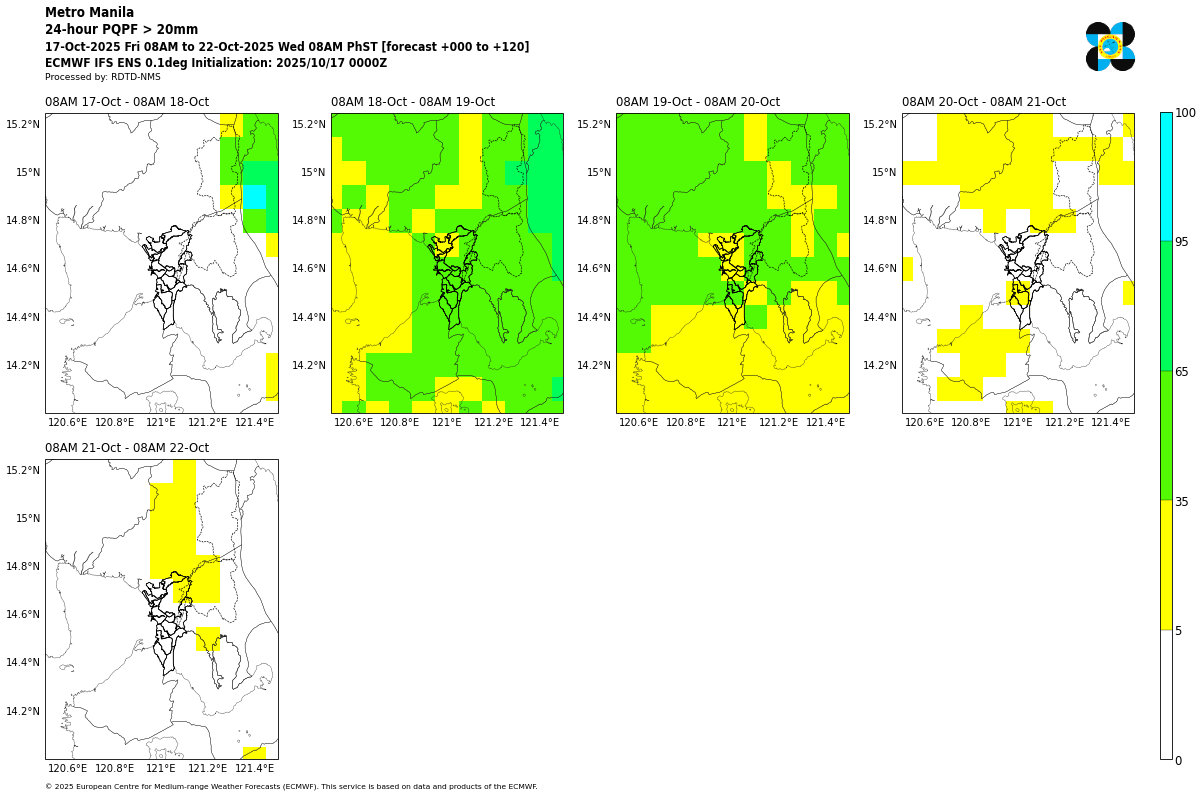 Metro Manila
24-hour PQPF > 20mm
17-Oct-2025 Fri 08AM to 22-Oct-2025 Wed 08AM PhST [forecast +000 to +120]
ECMWF IFS ENS 0.1deg Initialization: 2025/10/17 0000Z
Processed by: RDTD-NMS
08AM 17-Oct - 08AM 18-Oct
08AM 18-Oct - 08AM 19-Oct
08AM 19-Oct - 08AM 20-Oct
08AM 20-Oct - 08AM 21-Oct
15.2°N
15°N
14.8°N
14.6°N
14.4°N
14.2°N
120.6°E 120.8°E 121°E 121.2°E 121.4°E
15.2°N
15°N
14.8°N
14.6°N
14.4°N
14.2°N
120.6°E 120.8°E 121°E 121.2°E 121.4°E
15.2°N
15°N
14.8°N
14.6°N
14.4°N
14.2°N
120.6°E 120.8°E 121°E 121.2°E 121.4°E
15.2°N
15°N
14.8°N
14.6°N
14.4°N
14.2°N
120.6°E 120.8°E 121°E 121.2°E 121.4°E
100
95
65
35
5
0
08AM 21-Oct - 08AM 22-Oct
15.2°N
15°N
14.8°N
14.6°N
14.4°N
14.2°N
120.6°E 120.8°E 121°E 121.2°E 121.4°E
© 2025 European Centre for Medium-range Weather Forecasts (ECMWF). This service is based on data and products of the ECMWF.